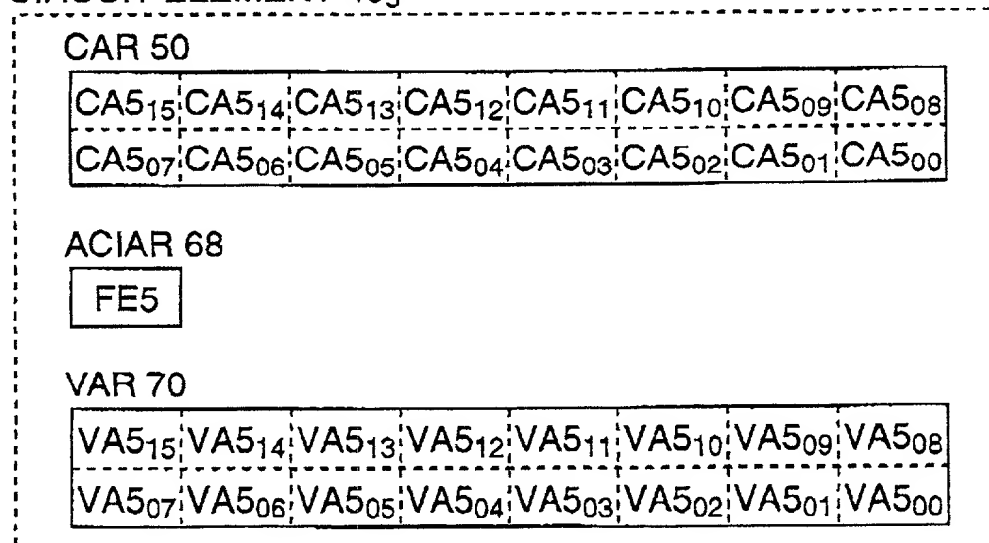 CAR 50
CA5₁₅ CA5₁₄ CA5₁₃ CA5₁₂ CA5₁₁ CA5₁₀ CA5₀₉ CA5₀₈
CA5₀₇ CA5₀₆ CA5₀₅ CA5₀₄ CA5₀₃ CA5₀₂ CA5₀₁ CA5₀₀
ACIAR 68
FE5
VAR 70
VA5₁₅ VA5₁₄ VA5₁₃ VA5₁₂ VA5₁₁ VA5₁₀ VA5₀₉ VA5₀₈
VA5₀₇ VA5₀₆ VA5₀₅ VA5₀₄ VA5₀₃ VA5₀₂ VA5₀₁ VA5₀₀